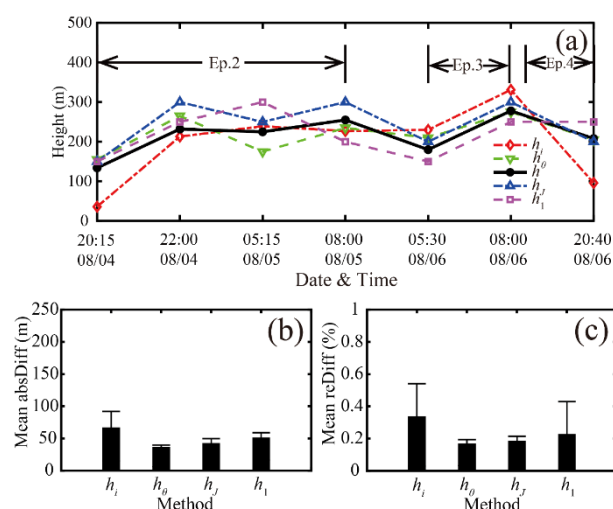 (a)
Ep.2
Ep.3
Ep.4
Height (m)
500
400
300
200
100
0
h_i
h_θ
h
h_J
h_1
20:15 22:00 05:15 08:00 05:30 08:00 20:40
08/04 08/04 08/05 08/05 08/06 08/06 08/06
Date & Time
(b)
Mean absDiff (m)
250
200
150
100
50
0
h_i h_θ h_J h_1
Method
(c)
Mean reDiff (%)
1
0.8
0.6
0.4
0.2
0
h_i h_θ h_J h_1
Method